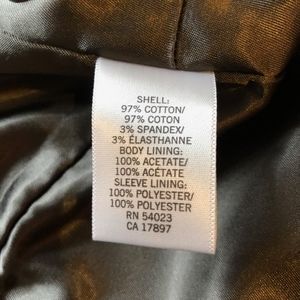 SHELL:
97% COTTON/
97% COTON
3% SPANDEX/
3% ÉLASTHANNE
BODY LINING:
100% ACETATE/
100% ACÉTATE
SLEEVE LINING:
100% POLYESTER/
100% POLYESTER
RN 54023
CA 17897